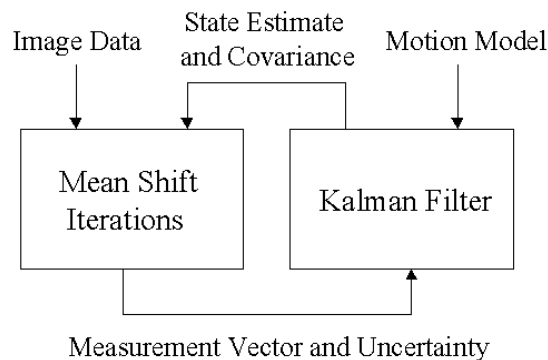 State Estimate
and Covariance
Image Data
Motion Model
Mean Shift
Iterations
Kalman Filter
Measurement Vector and Uncertainty